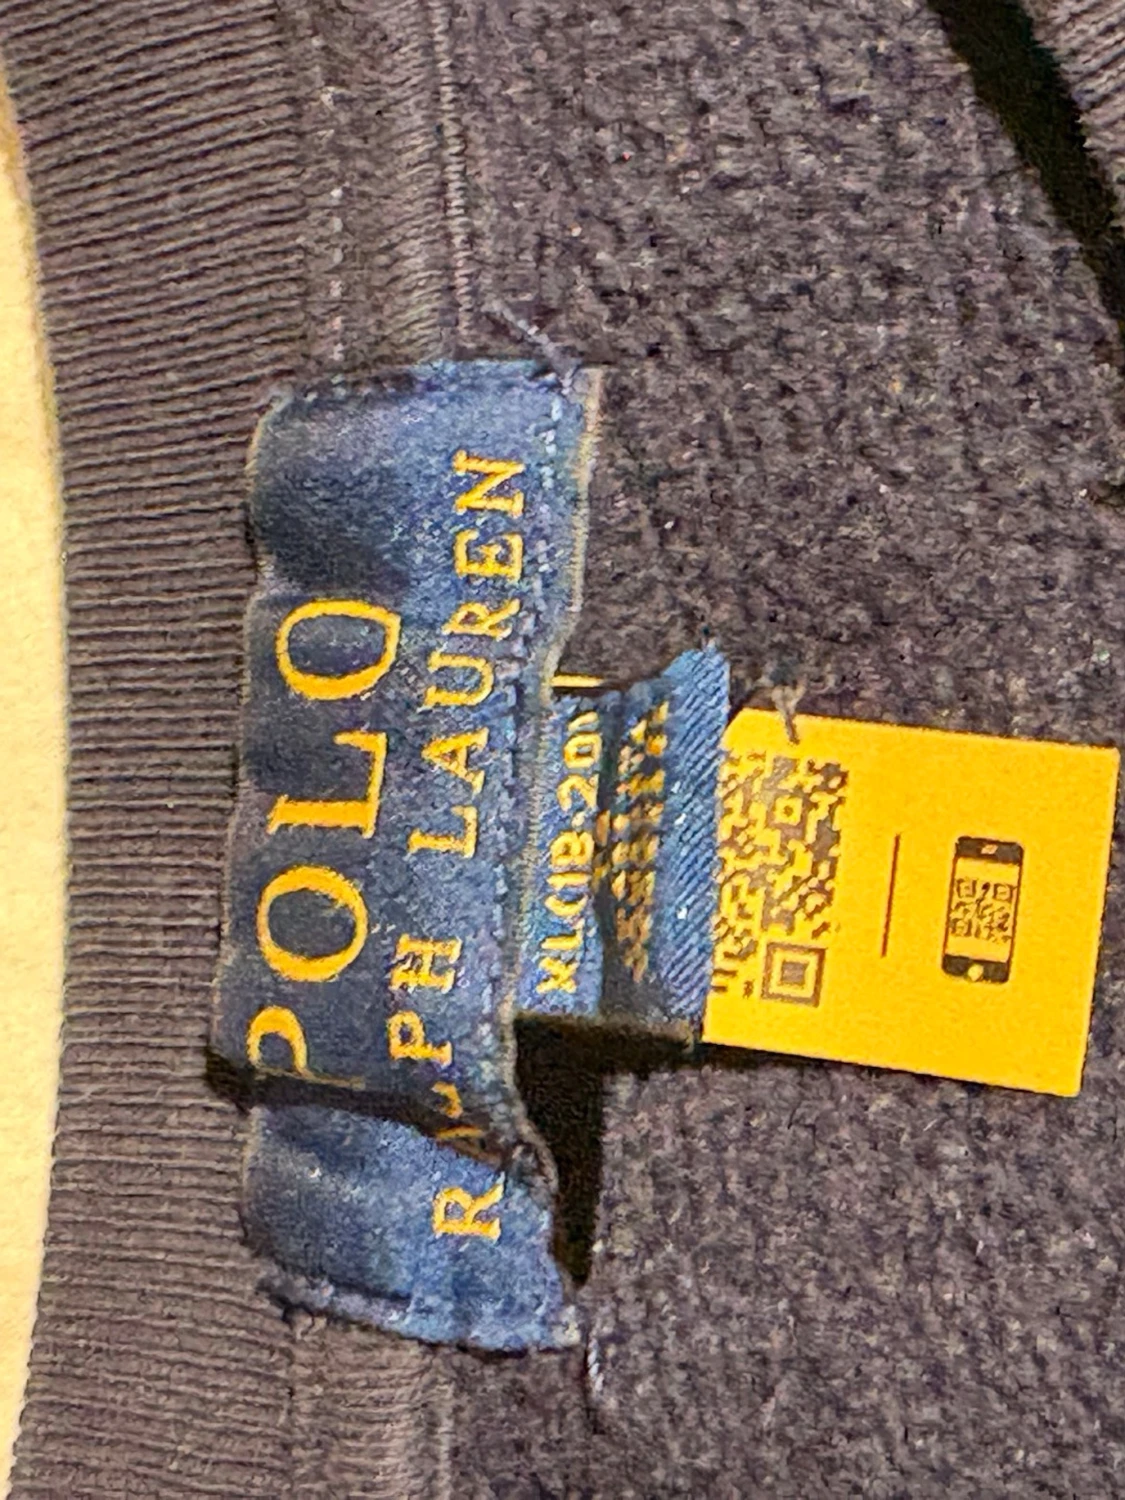 POLO
RALPH LAUREN
XL(18-20)